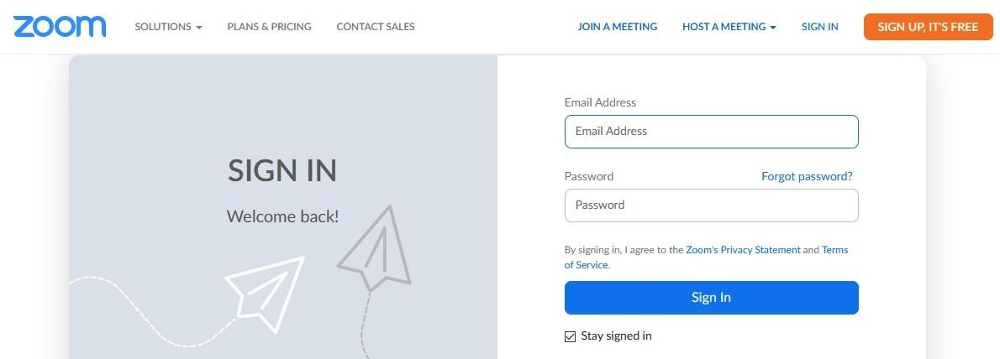 zoom SOLUTIONS PLANS & PRICING CONTACT SALES JOIN A MEETING HOST A MEETING SIGN IN SIGN UP, IT'S FREE
SIGN IN
Welcome back!
Email Address
Email Address
Password Forgot password?
Password
By signing in, I agree to the Zoom's Privacy Statement and Terms
of Service.
Sign In
Stay signed in